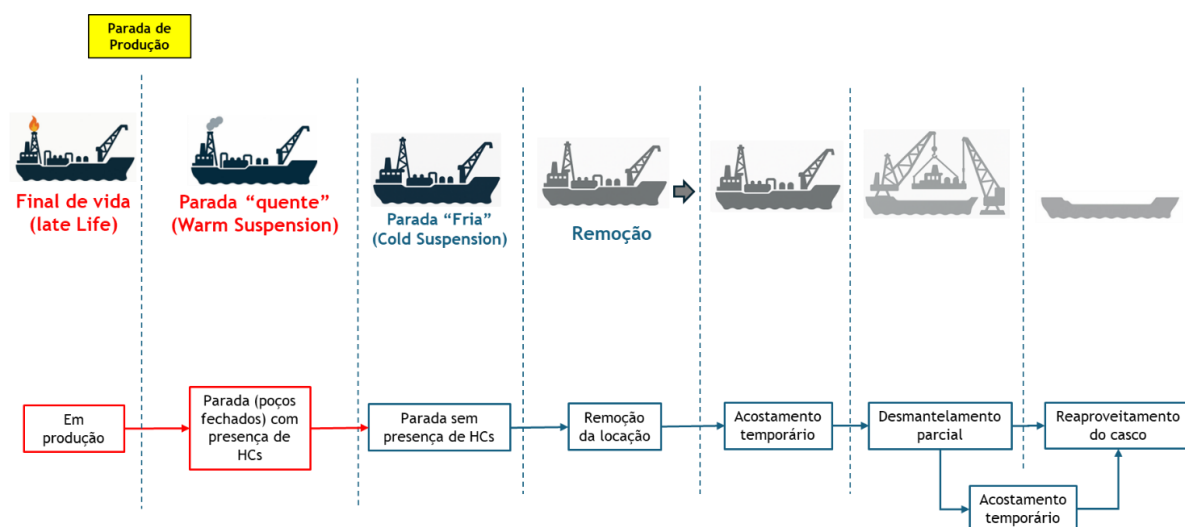 Parada de
Produção
Final de vida
(late Life)
Parada “quente”
(Warm Suspension)
Parada “Fria”
(Cold Suspension)
Remoção
Em
produção
Parada (poços
fechados) com
presença de
HCs
Parada sem
presença de HCs
Remoção
da locação
Acostamento
temporário
Desmantelamento
parcial
Reaproveitamento
do casco
Acostamento
temporário